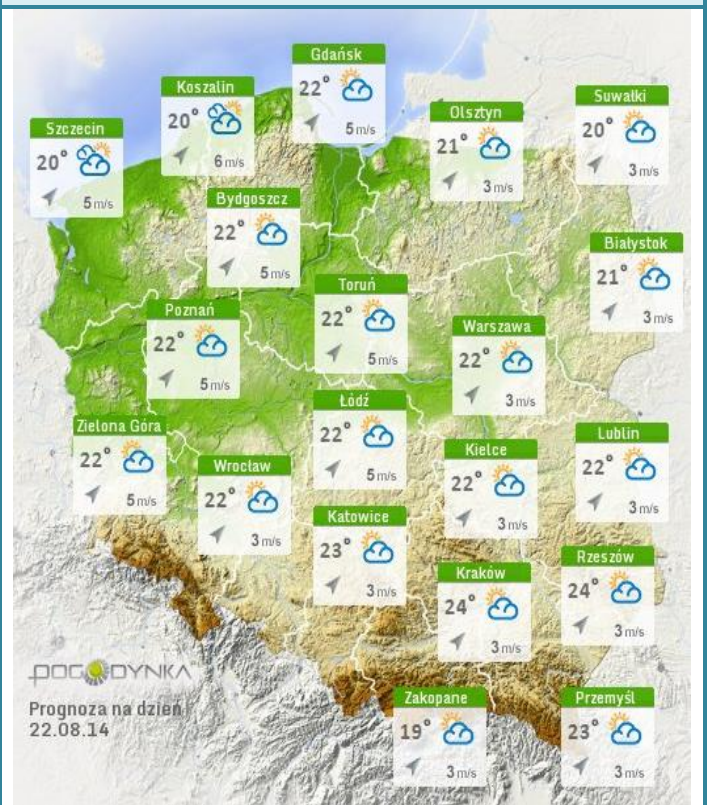 Gdańsk
22°
5 m/s
Koszalin
20°
6 m/s
Szczecin
20°
5 m/s
Olsztyn
21°
3 m/s
Suwałki
20°
3 m/s
Bydgoszcz
22°
5 m/s
Białystok
21°
3 m/s
Toruń
22°
5 m/s
Poznań
22°
5 m/s
Warszawa
22°
3 m/s
Łódź
22°
5 m/s
Zielona Góra
22°
5 m/s
Lublin
22°
3 m/s
Kielce
22°
3 m/s
Wrocław
22°
3 m/s
Katowice
23°
3 m/s
Rzeszów
24°
3 m/s
Kraków
24°
3 m/s
POGODYNKA
Prognoza na dzień
22.08.14
Zakopane
19°
3 m/s
Przemyśl
23°
3 m/s